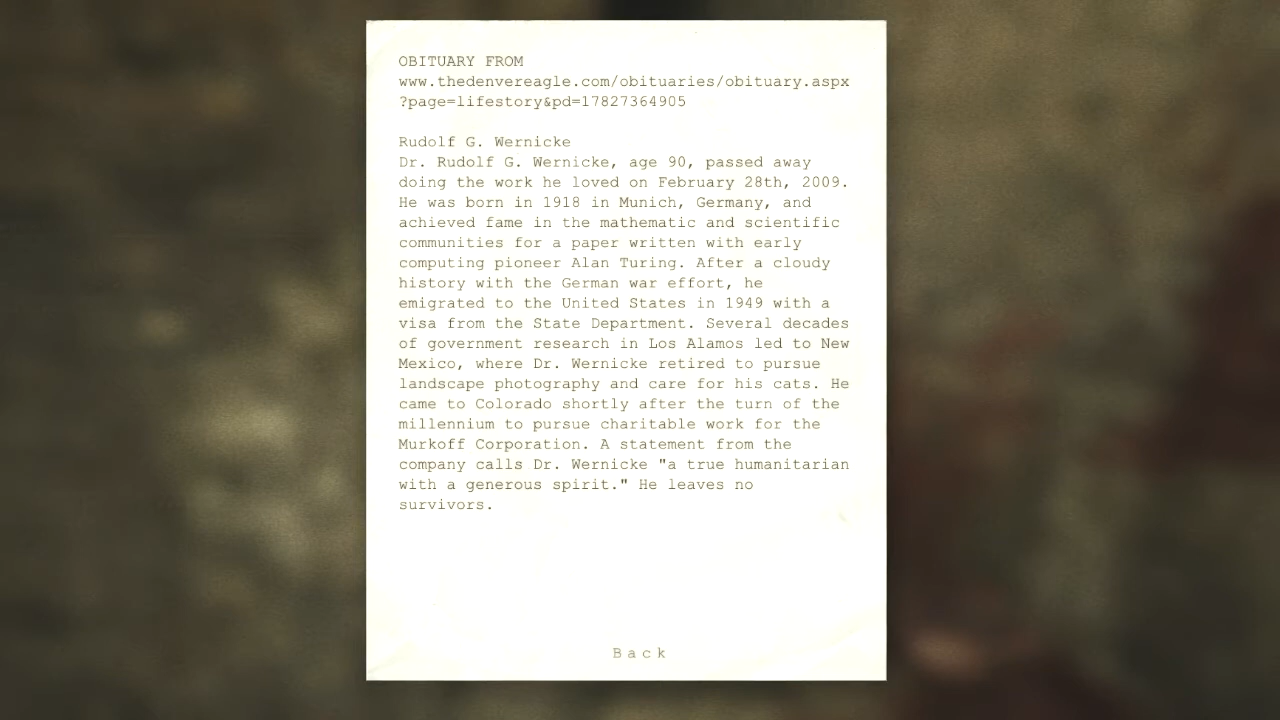 OBITUARY FROM
www.thedenvereagle.com/obituaries/obituary.aspx
?page=lifestory&pd=17827364905
Rudolf G. Wernicke
Dr. Rudolf G. Wernicke, age 90, passed away
doing the work he loved on February 28th, 2009.
He was born in 1918 in Munich, Germany, and
achieved fame in the mathematic and scientific
communities for a paper written with early
computing pioneer Alan Turing. After a cloudy
history with the German war effort, he
emigrated to the United States in 1949 with a
visa from the State Department. Several decades
of government research in Los Alamos led to New
Mexico, where Dr. Wernicke retired to pursue
landscape photography and care for his cats. He
came to Colorado shortly after the turn of the
millennium to pursue charitable work for the
Murkoff Corporation. A statement from the
company calls Dr. Wernicke "a true humanitarian
with a generous spirit." He leaves no
survivors.
Back